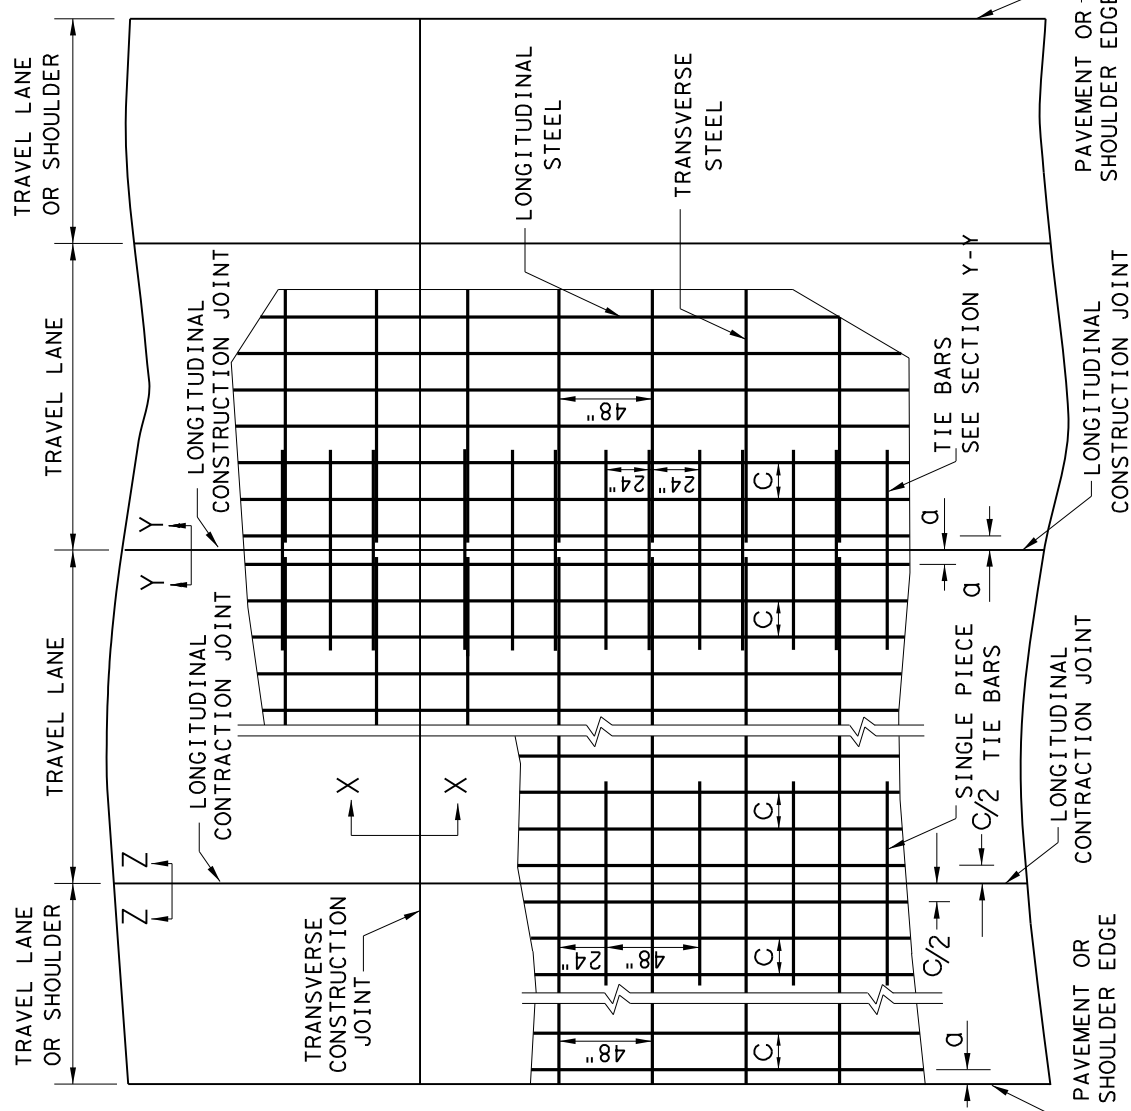 TRAVEL LANE
OR SHOULDER
TRAVEL LANE
TRAVEL LANE
TRAVEL LANE
OR SHOULDER
LONGITUDINAL
CONSTRUCTION JOINT
LONGITUDINAL
CONTRACTION JOINT
Y
Y
Z
Z
X
X
TRANSVERSE
CONSTRUCTION
JOINT
LONGITUDINAL
STEEL
TRANSVERSE
STEEL
48"
24"
24"
C
C
C
24"
48"
C
48"
C
TIE BARS
SEE SECTION Y-Y
a
a
SINGLE PIECE
TIE BARS
C/2
C/2
a
LONGITUDINAL
CONSTRUCTION JOINT
LONGITUDINAL
CONTRACTION JOINT
PAVEMENT OR
SHOULDER EDGE
PAVEMENT OR
SHOULDER EDGE